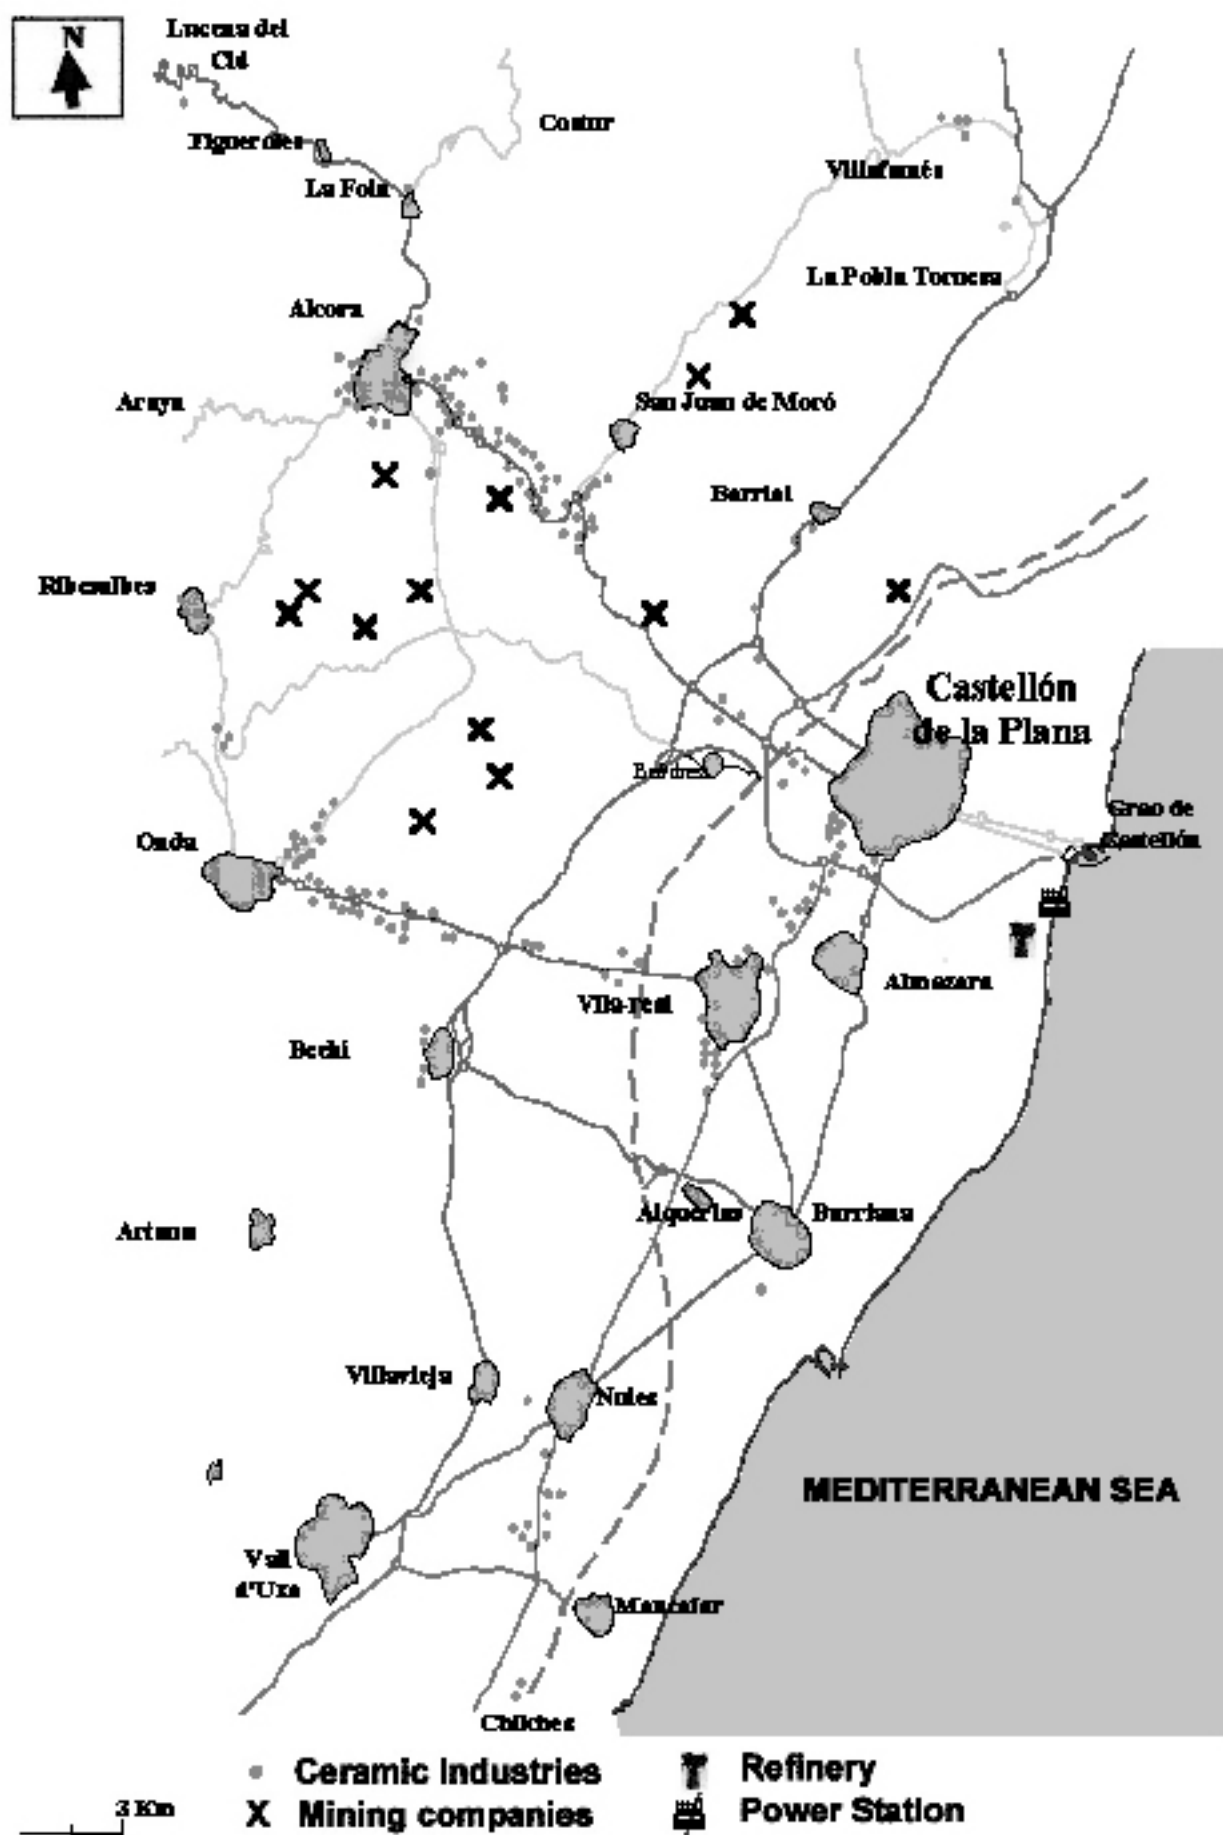 N
Lucena del
Cid
Costur
Figueroles
La Foia
Villafamés
La Pobla Tornesa
Alcora
Araya
San Juan de Moró
Borriol
Ribesalbes
Castellón
de la Plana
Grao de
Castellón
Onda
Almazora
Vila-real
Bechí
Alquerías
Burriana
Artana
Villavieja
Nules
MEDITERRANEAN SEA
Vall
d'Uxo
Moncofar
Chilches
3 Km
Ceramic Industries
Refinery
X Mining companies
Power Station